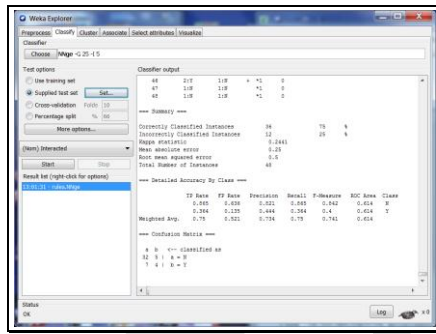 Weka Explorer
Preprocess Classify Cluster Associate Select attributes Visualize
Classifier
Choose NNge -G 25 -I 5
Test options
Use training set
Supplied test set Set...
Cross-validation Folds 10
Percentage split % 66
More options...
(Nom) Interacted
Start Stop
Result list (right-click for options)
13:01:31 - rules.NNge
Classifier output
46 2:Y 1:N + *1 0
47 1:N 1:N *1 0
48 1:N 1:N *1 0
=== Summary ===
Correctly Classified Instances 36 75 %
Incorrectly Classified Instances 12 25 %
Kappa statistic 0.2441
Mean absolute error 0.25
Root mean squared error 0.5
Total Number of Instances 48
=== Detailed Accuracy By Class ===
TP Rate FP Rate Precision Recall F-Measure ROC Area Class
0.865 0.636 0.821 0.865 0.842 0.614 N
0.364 0.135 0.444 0.364 0.4 0.614 Y
Weighted Avg. 0.75 0.521 0.734 0.75 0.741 0.614
=== Confusion Matrix ===
a b <-- classified as
32 5 | a = N
7 4 | b = Y
Status
OK
Log
x 0